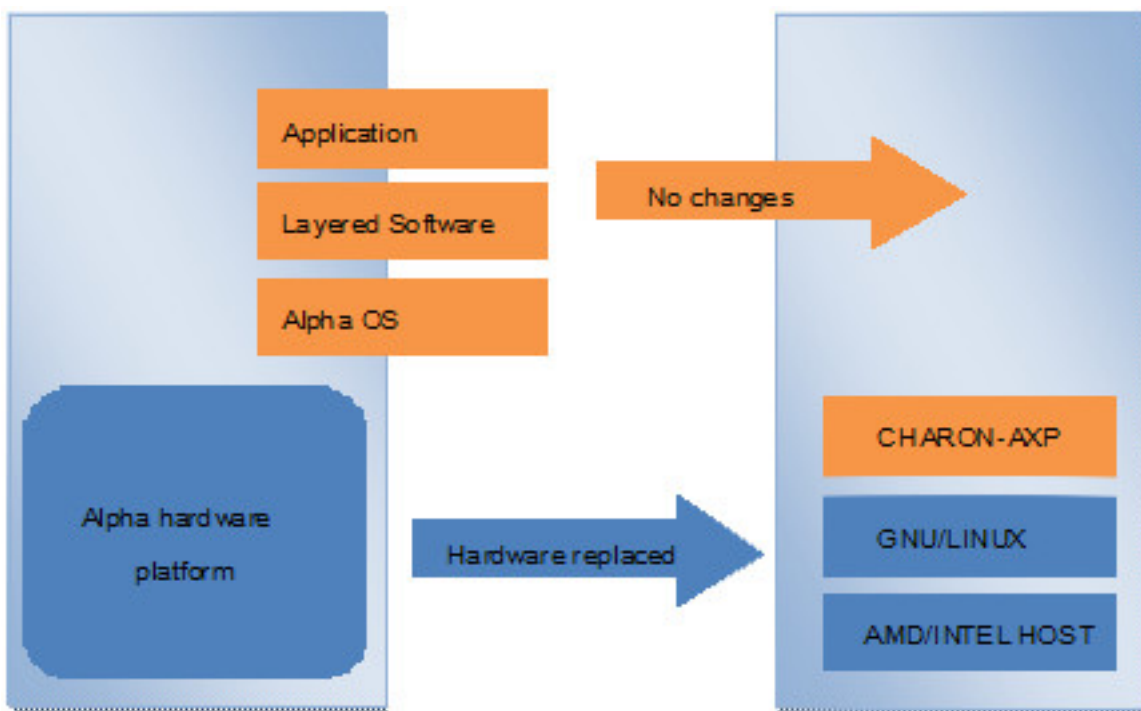 Application
Layered Software
Alpha OS
No changes
Alpha hardware
platform
Hardware replaced
CHARON-AXP
GNU/LINUX
AMD/INTEL HOST